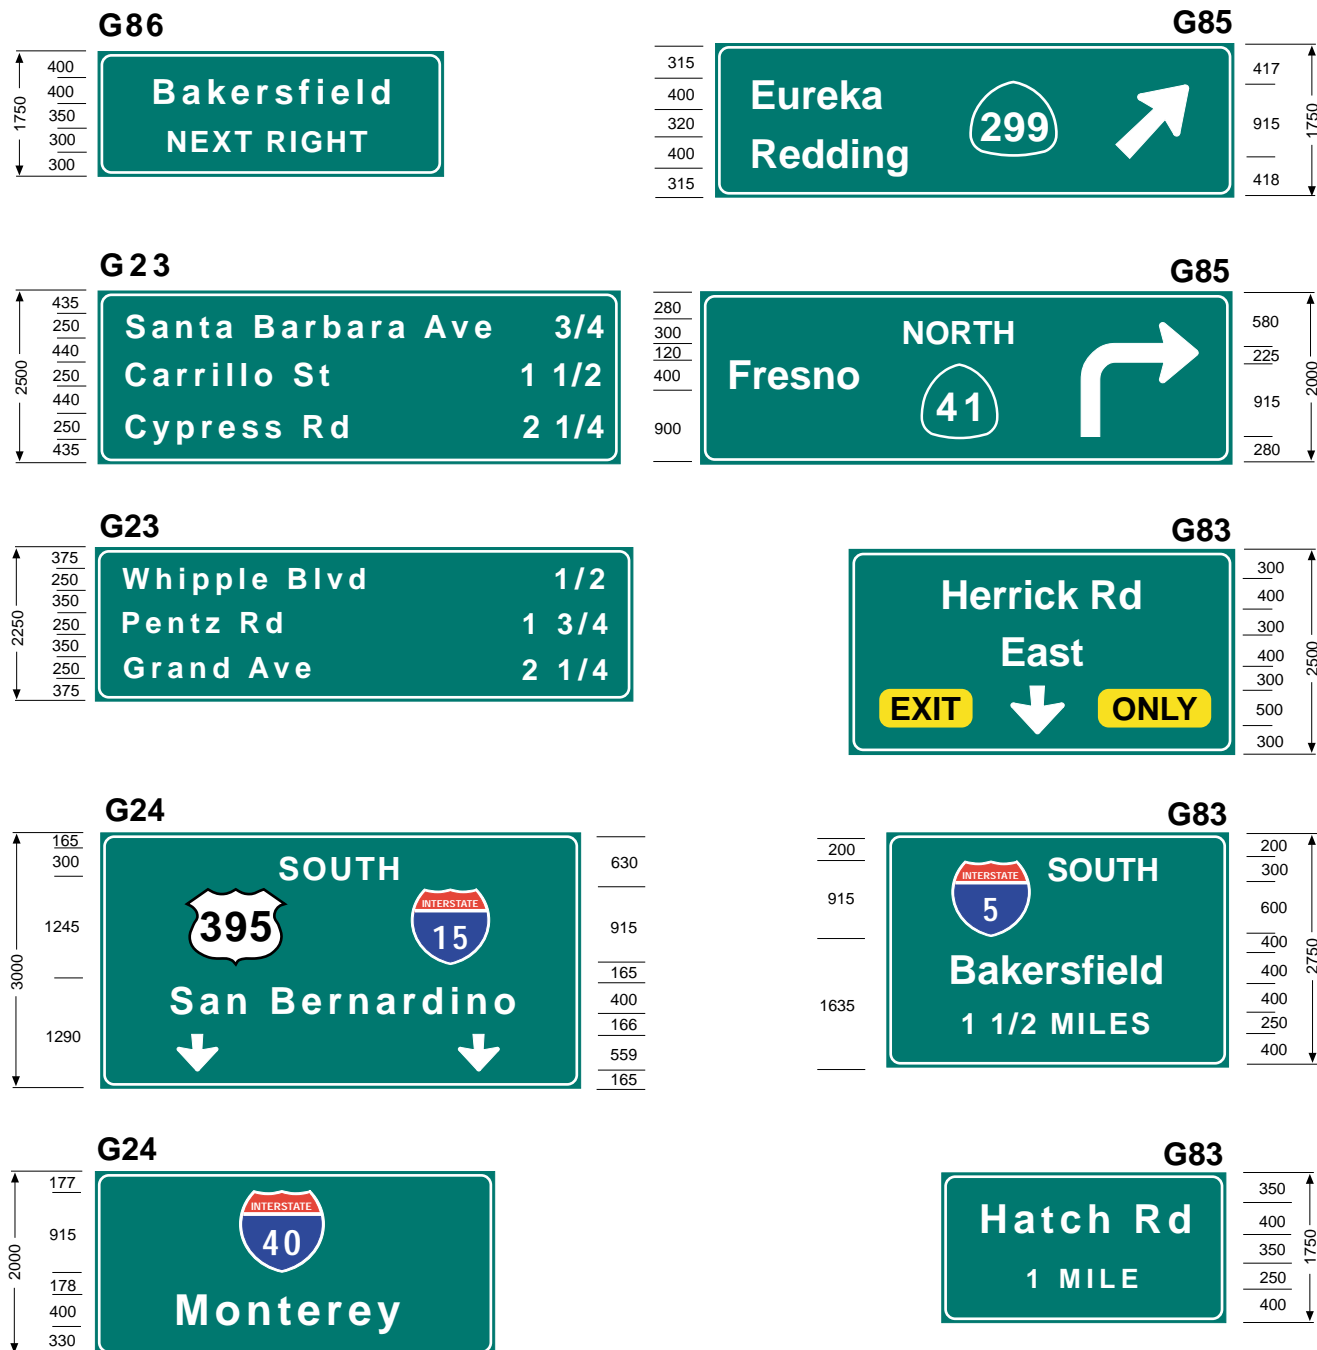 G86
1750
400
400
350
300
300
Bakersfield
NEXT RIGHT
G85
315
400
320
400
315
Eureka
Redding
299
417
915
418
1750
G23
2500
435
250
440
250
440
250
435
Santa Barbara Ave 3/4
Carrillo St 1 1/2
Cypress Rd 2 1/4
G85
280
300
120
400
900
NORTH
Fresno
41
580
225
915
280
2000
G23
2250
375
250
350
250
350
250
375
Whipple Blvd 1/2
Pentz Rd 1 3/4
Grand Ave 2 1/4
G83
Herrick Rd
East
EXIT ONLY
300
400
300
400
300
500
300
2500
G24
3000
165
300
1245
1290
SOUTH
395
INTERSTATE
15
San Bernardino
630
915
165
400
166
559
165
G83
200
915
1635
INTERSTATE
5
SOUTH
Bakersfield
1 1/2 MILES
200
300
600
400
400
400
250
400
2750
G24
2000
177
915
178
400
330
INTERSTATE
40
Monterey
G83
Hatch Rd
1 MILE
350
400
350
250
400
1750